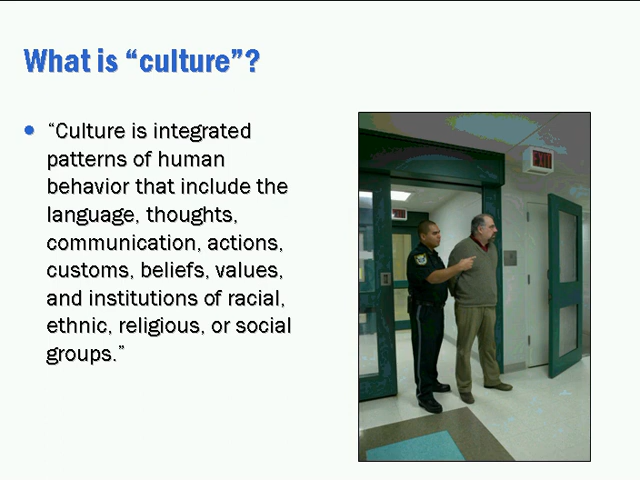 What is “culture”?
“Culture is integrated
patterns of human
behavior that include the
language, thoughts,
communication, actions,
customs, beliefs, values,
and institutions of racial,
ethnic, religious, or social
groups.”
EXIT